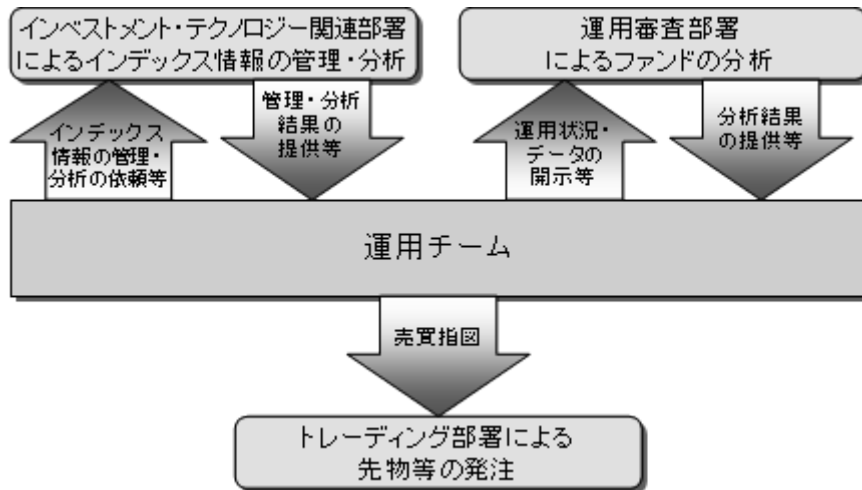 インベストメント・テクノロジー関連部署
によるインデックス情報の管理・分析
運用審査部署
によるファンドの分析
インデックス
情報の管理・
分析の依頼等
管理・分析
結果の
提供等
運用状況・
データの
開示等
分析結果
の提供等
運用チーム
売買指図
トレーディング部署による
先物等の発注